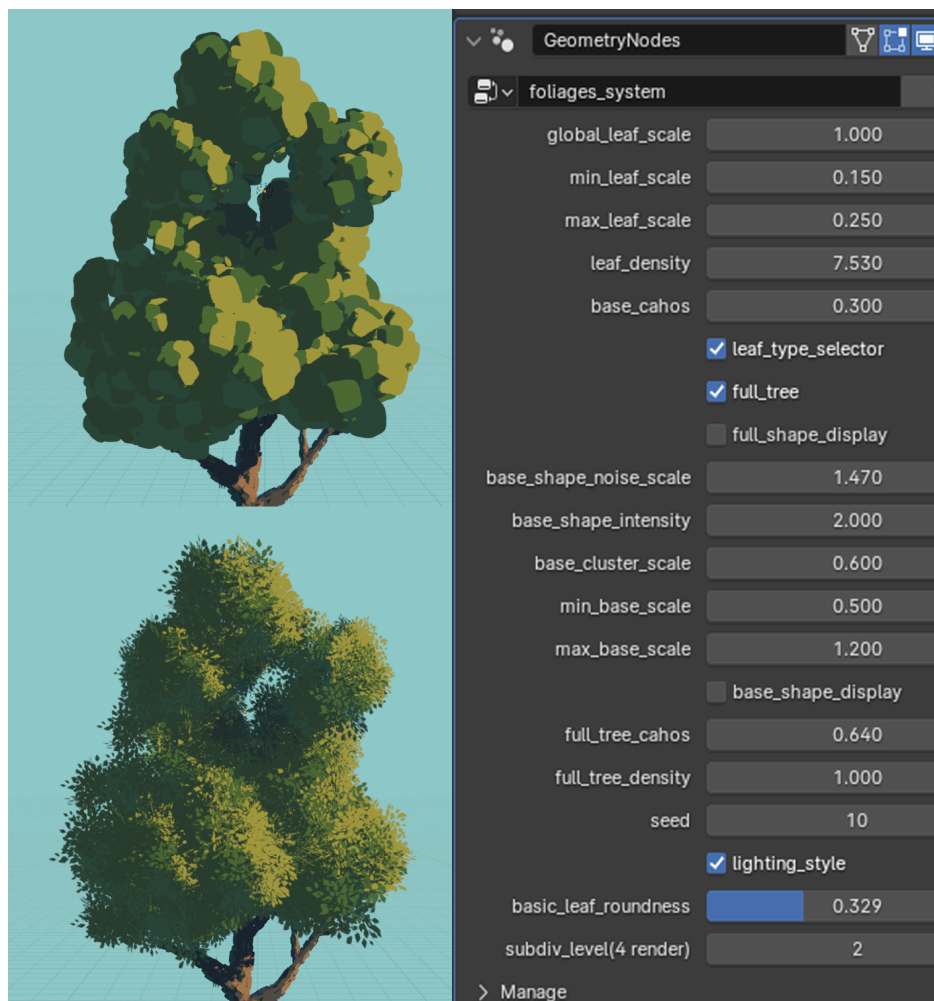 GeometryNodes
foliages_system
global_leaf_scale 1.000
min_leaf_scale 0.150
max_leaf_scale 0.250
leaf_density 7.530
base_cahos 0.300
leaf_type_selector
full_tree
full_shape_display
base_shape_noise_scale 1.470
base_shape_intensity 2.000
base_cluster_scale 0.600
min_base_scale 0.500
max_base_scale 1.200
base_shape_display
full_tree_cahos 0.640
full_tree_density 1.000
seed 10
lighting_style
basic_leaf_roundness 0.329
subdiv_level(4 render) 2
Manage